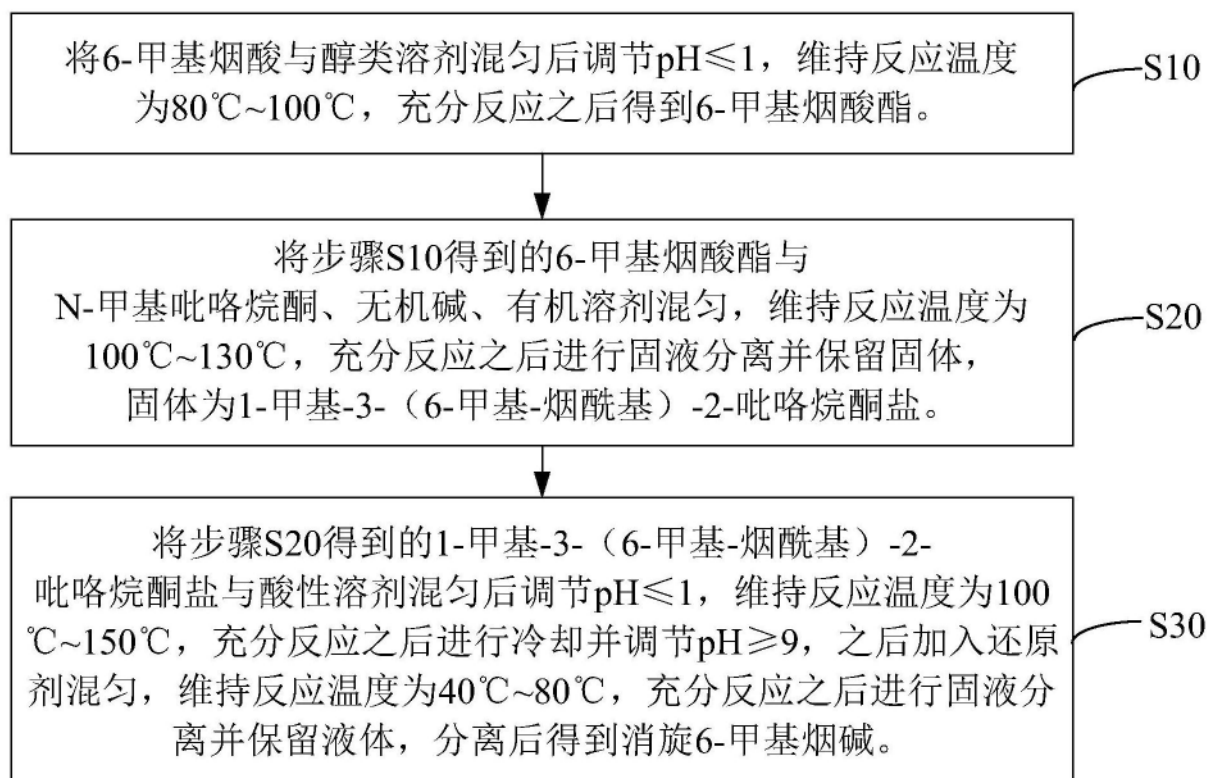 将6-甲基烟酸与醇类溶剂混匀后调节pH≤1，维持反应温度
为80℃~100℃，充分反应之后得到6-甲基烟酸酯。
S10
将步骤S10得到的6-甲基烟酸酯与
N-甲基吡咯烷酮、无机碱、有机溶剂混匀，维持反应温度为
100℃~130℃，充分反应之后进行固液分离并保留固体，
固体为1-甲基-3-（6-甲基-烟酰基）-2-吡咯烷酮盐。
S20
将步骤S20得到的1-甲基-3-（6-甲基-烟酰基）-2-
吡咯烷酮盐与酸性溶剂混匀后调节pH≤1，维持反应温度为100
℃~150℃，充分反应之后进行冷却并调节pH≥9，之后加入还原
剂混匀，维持反应温度为40℃~80℃，充分反应之后进行固液分
离并保留液体，分离后得到消旋6-甲基烟碱。
S30